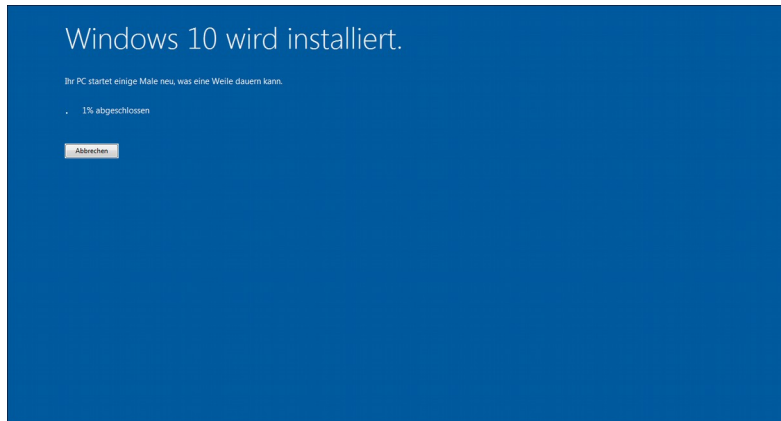 Windows 10 wird installiert.
Ihr PC startet einige Male neu, was eine Weile dauern kann.
1% abgeschlossen
Abbrechen